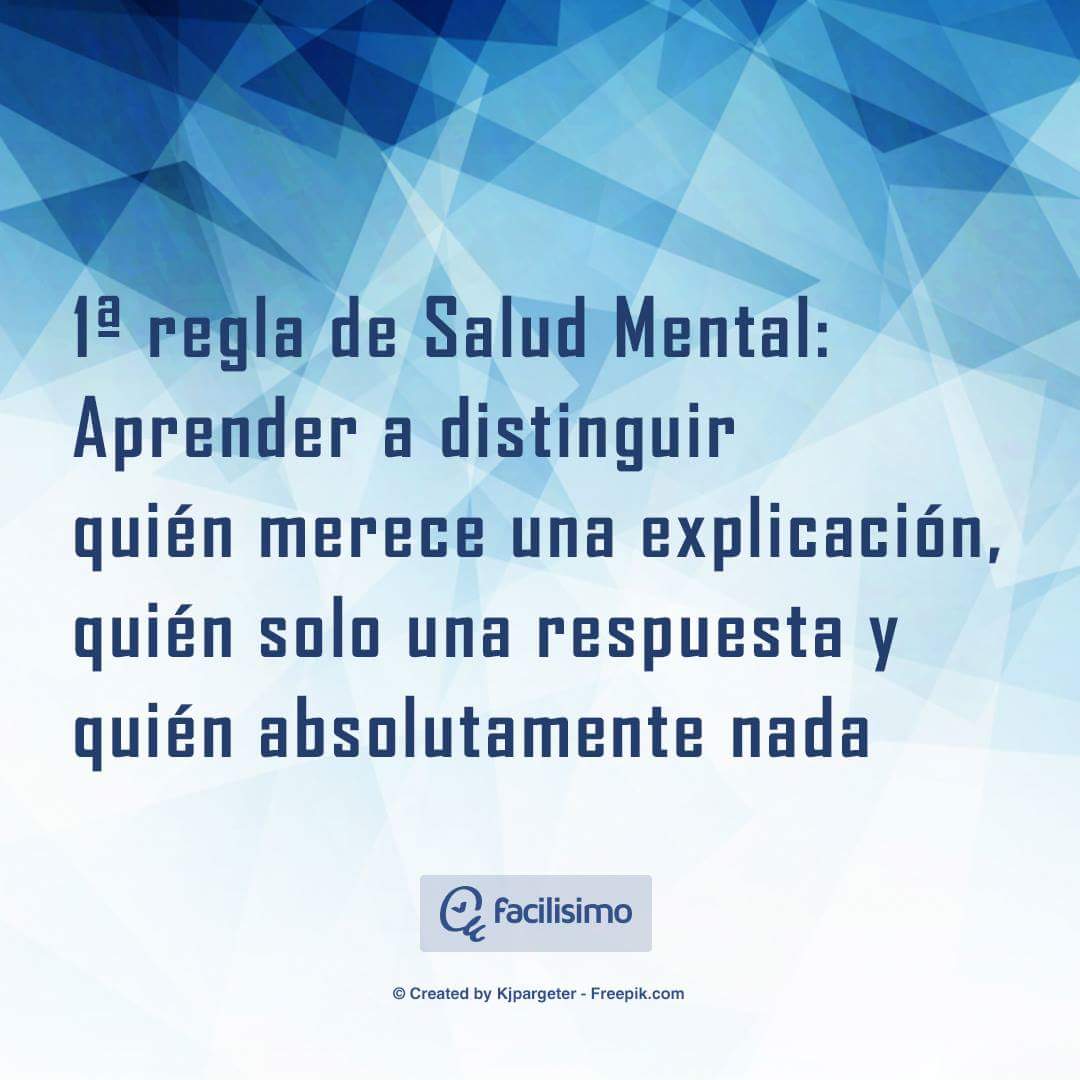 1ª regla de Salud Mental:
Aprender a distinguir
quién merece una explicación,
quién solo una respuesta y
quién absolutamente nada
facilisimo
© Created by Kjpargeter - Freepik.com